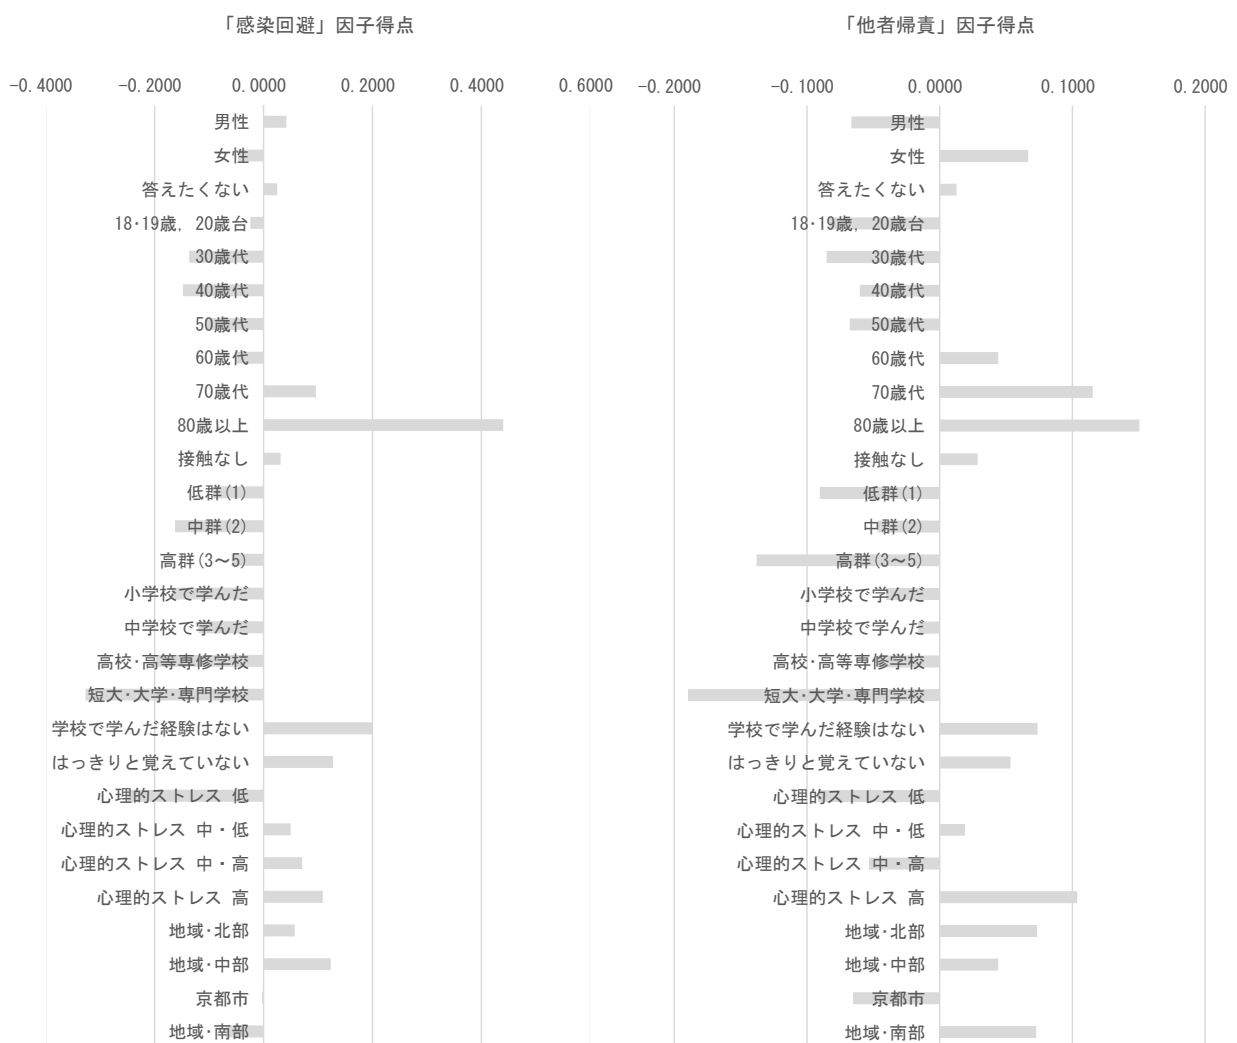 「感染回避」因子得点
-0.4000 -0.2000 0.0000 0.2000 0.4000 0.6000
男性
女性
答えたくない
18･19歳，20歳台
30歳代
40歳代
50歳代
60歳代
70歳代
80歳以上
接触なし
低群(1)
中群(2)
高群(3～5)
小学校で学んだ
中学校で学んだ
高校･高等専修学校
短大･大学･専門学校
学校で学んだ経験はない
はっきりと覚えていない
心理的ストレス 低
心理的ストレス 中・低
心理的ストレス 中・高
心理的ストレス 高
地域･北部
地域･中部
京都市
地域･南部
「他者帰責」因子得点
-0.2000 -0.1000 0.0000 0.1000 0.2000
男性
女性
答えたくない
18･19歳，20歳台
30歳代
40歳代
50歳代
60歳代
70歳代
80歳以上
接触なし
低群(1)
中群(2)
高群(3～5)
小学校で学んだ
中学校で学んだ
高校･高等専修学校
短大･大学･専門学校
学校で学んだ経験はない
はっきりと覚えていない
心理的ストレス 低
心理的ストレス 中・低
心理的ストレス 中・高
心理的ストレス 高
地域･北部
地域･中部
京都市
地域･南部